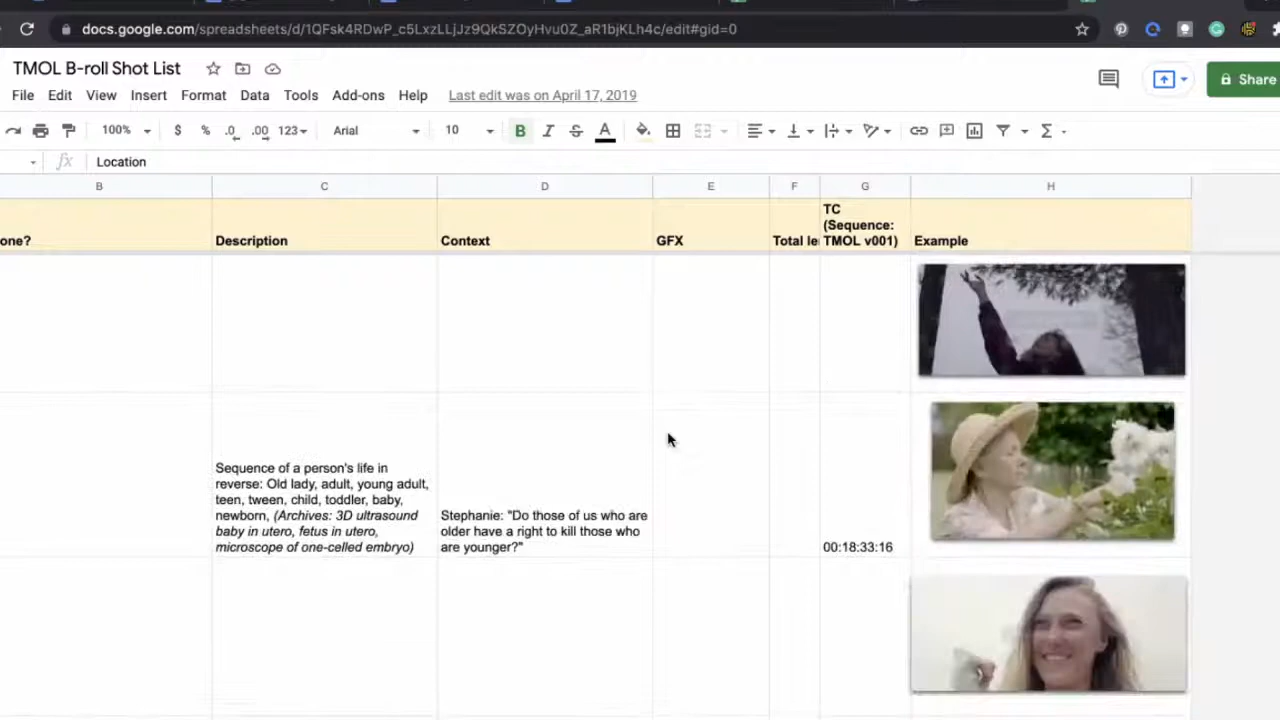 docs.google.com/spreadsheets/d/1QFsk4RDwP_c5LxzLLjJz9QkSZOyHvu0Z_aR1bjKLh4c/edit#gid=0
TMOL B-roll Shot List
File Edit View Insert Format Data Tools Add-ons Help Last edit was on April 17, 2019
Share
100% $ % .0 .00 123 Arial 10 B I S A
fx Location
B C D E F G H
one? Description Context GFX Total le TC
(Sequence:
TMOL v001) Example
Sequence of a person's life in
reverse: Old lady, adult, young adult,
teen, tween, child, toddler, baby,
newborn, (Archives: 3D ultrasound
baby in utero, fetus in utero,
microscope of one-celled embryo)
Stephanie: "Do those of us who are
older have a right to kill those who
are younger?"
00:18:33:16